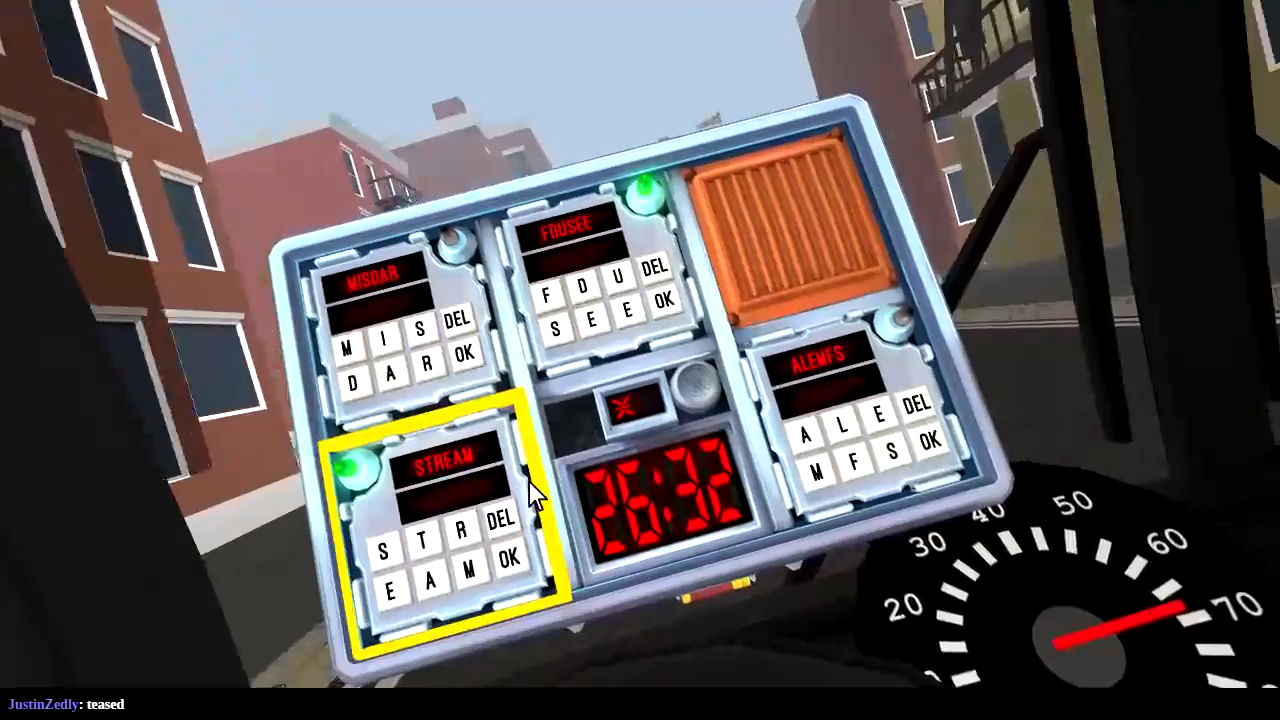 MISDAR
M I S DEL
D A R OK
FOUSEE
F O U DEL
S E E OK
STREAM
S T R DEL
E A M OK
X
26:32
ALEMFS
A L E DEL
M F S OK
20 30 40 50 60 70
JustinZedly: teased